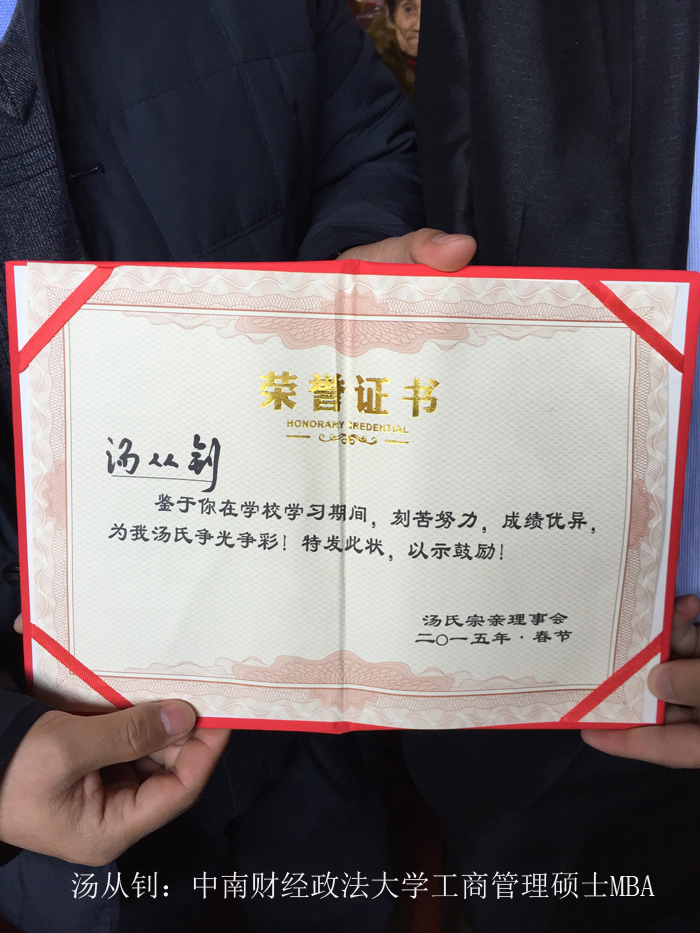 荣誉证书
HONORARY CREDENTIAL
汤从钊
鉴于你在学校学习期间，刻苦努力，成绩优异，
为我汤氏争光争彩！特发此状，以示鼓励！
汤氏宗亲理事会
二〇一五年·春节
汤从钊：中南财经政法大学工商管理硕士MBA